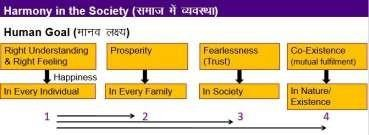 Harmony in the Society (समाज में व्यवस्था)
Human Goal (मानव लक्ष्य)
Right Understanding & Right Feeling
Prosperity
Fearlessness (Trust)
Co-Existence (mutual fulfilment)
Happiness
In Every Individual
In Every Family
In Society
In Nature/ Existence
1 2 3 4